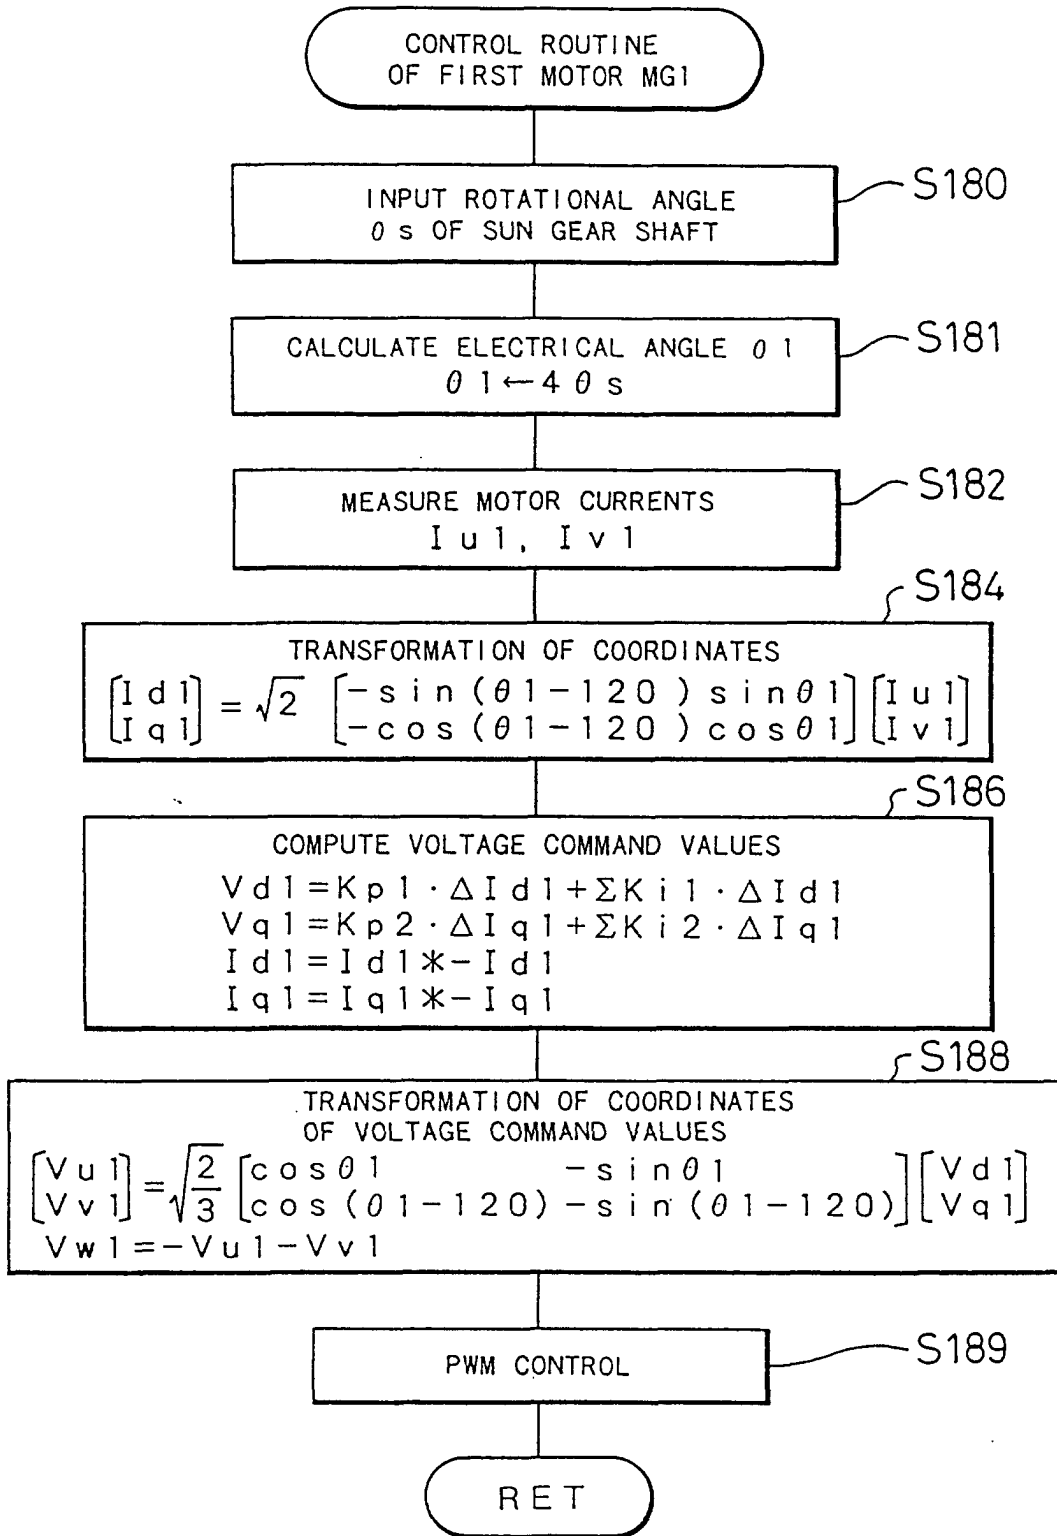 CONTROL ROUTINE
OF FIRST MOTOR MG1
INPUT ROTATIONAL ANGLE
θs OF SUN GEAR SHAFT
S180
CALCULATE ELECTRICAL ANGLE θ1
θ1←4θs
S181
MEASURE MOTOR CURRENTS
Iu1, Iv1
S182
S184
TRANSFORMATION OF COORDINATES
[Id1] = √2 [-sin(θ1-120) sinθ1] [Iu1]
[Iq1] [-cos(θ1-120) cosθ1] [Iv1]
S186
COMPUTE VOLTAGE COMMAND VALUES
Vd1=Kp1·ΔId1+ΣKi1·ΔId1
Vq1=Kp2·ΔIq1+ΣKi2·ΔIq1
Id1=Id1*-Id1
Iq1=Iq1*-Iq1
S188
TRANSFORMATION OF COORDINATES
OF VOLTAGE COMMAND VALUES
[Vu1] = √2/3 [cosθ1 -sinθ1] [Vd1]
[Vv1] [cos(θ1-120) -sin(θ1-120)] [Vq1]
Vw1=-Vu1-Vv1
PWM CONTROL
S189
RET